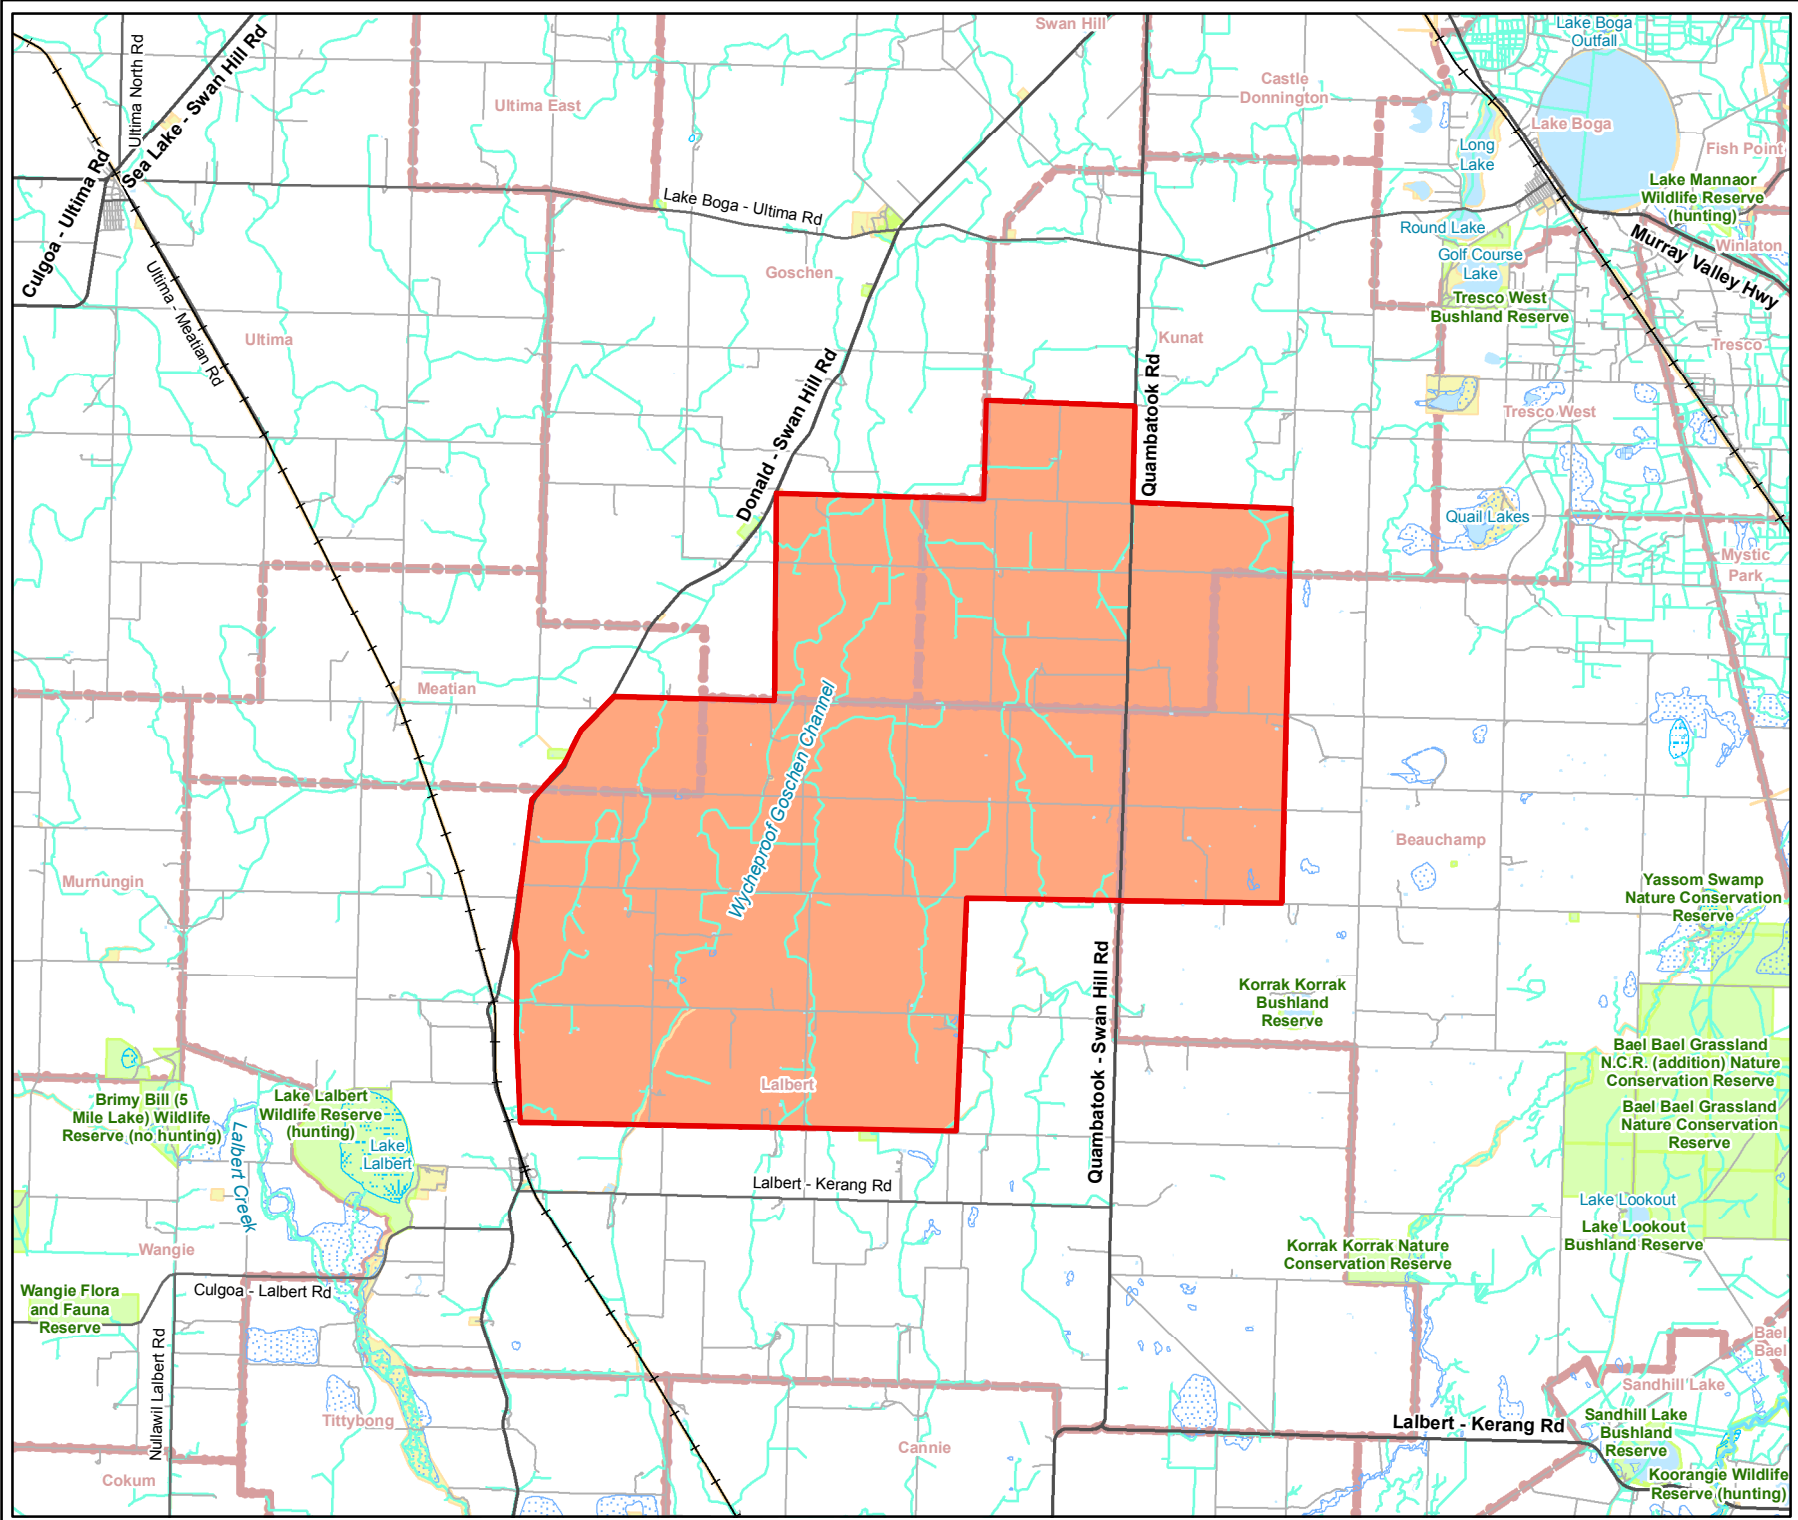 Swan Hill
Lake Boga
Outfall
Ultima North Rd
Sea Lake - Swan Hill Rd
Culgoa - Ultima Rd
Ultima East
Castle
Donnington
Lake Boga
Long
Lake
Fish Point
Lake Mannaor
Wildlife Reserve
(hunting)
Lake Boga - Ultima Rd
Round Lake
Golf Course
Lake
Winlaton
Murray Valley Hwy
Goschen
Ultima - Meatian Rd
Tresco West
Bushland Reserve
Ultima
Kunat
Tresco
Donald - Swan Hill Rd
Quambatook Rd
Tresco West
Quail Lakes
Mystic
Park
Meatian
Wycheproof Goschen Channel
Beauchamp
Murnungin
Yassom Swamp
Nature Conservation
Reserve
Quambatook - Swan Hill Rd
Korrak Korrak
Bushland
Reserve
Bael Bael Grassland
N.C.R. (addition) Nature
Conservation Reserve
Lalbert
Brimy Bill (5
Mile Lake) Wildlife
Reserve (no hunting)
Lake Lalbert
Wildlife Reserve
(hunting)
Lake
Lalbert
Lalbert Creek
Bael Bael Grassland
Nature Conservation
Reserve
Lalbert - Kerang Rd
Lake Lookout
Lake Lookout
Bushland Reserve
Wangie
Korrak Korrak Nature
Conservation Reserve
Wangie Flora
and Fauna
Reserve
Culgoa - Lalbert Rd
Nullawil Lalbert Rd
Bael
Bael
Sandhill Lake
Tittybong
Cannie
Lalbert - Kerang Rd
Sandhill Lake
Bushland
Reserve
Cokum
Koorangie Wildlife
Reserve (hunting)